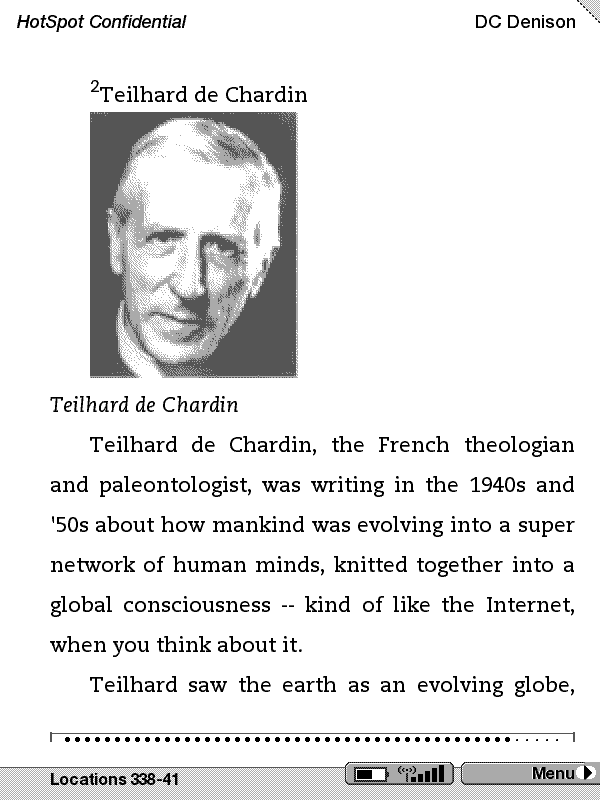 HotSpot Confidential
DC Denison
²Teilhard de Chardin
Teilhard de Chardin
Teilhard de Chardin, the French theologian
and paleontologist, was writing in the 1940s and
'50s about how mankind was evolving into a super
network of human minds, knitted together into a
global consciousness -- kind of like the Internet,
when you think about it.
Teilhard saw the earth as an evolving globe,
Locations 338-41
Menu